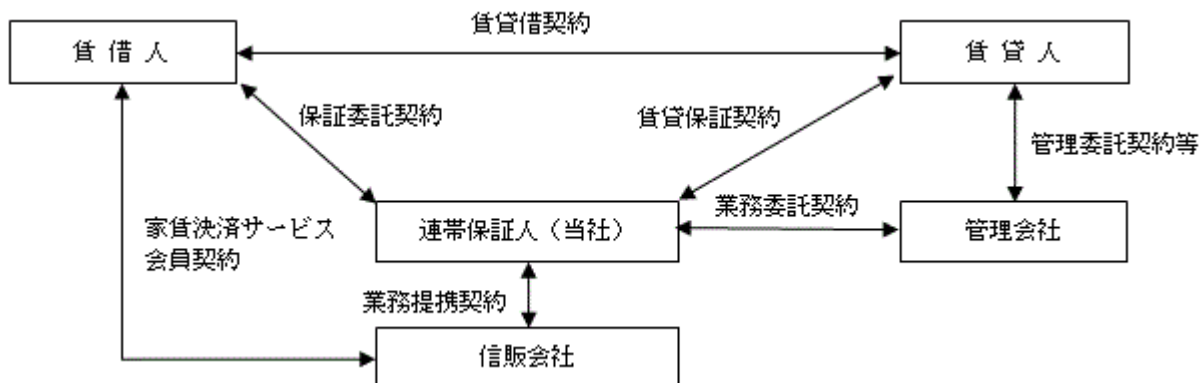 賃貸借契約
賃 借 人
賃 貸 人
保証委託契約
賃貸保証契約
管理委託契約等
業務委託契約
家賃決済サービス
会員契約
連帯保証人（当社）
管理会社
業務提携契約
信販会社